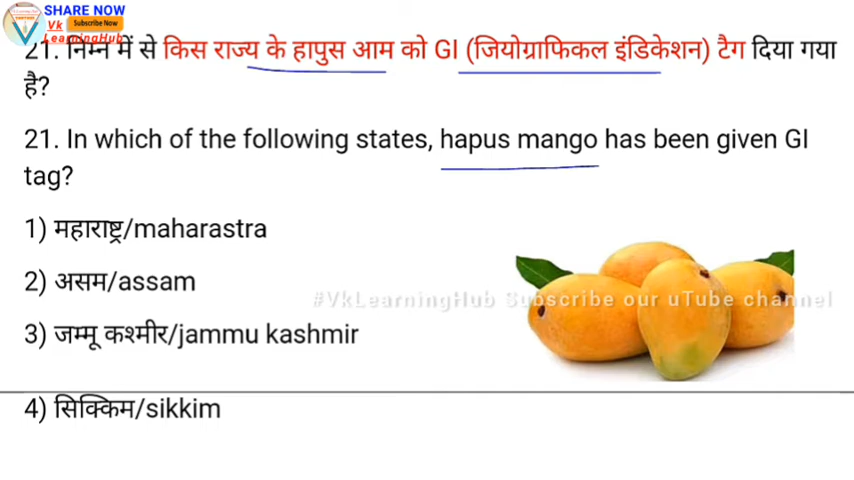 SHARE NOW
Vk
Subscribe Now
LearningHub
21. निम्न में से किस राज्य के हापुस आम को GI (जियोग्राफिकल इंडिकेशन) टैग दिया गया
है?
21. In which of the following states, hapus mango has been given GI
tag?
1) महाराष्ट्र/maharastra
2) असम/assam
#VkLearningHub Subscribe our uTube channel
3) जम्मू कश्मीर/jammu kashmir
4) सिक्किम/sikkim